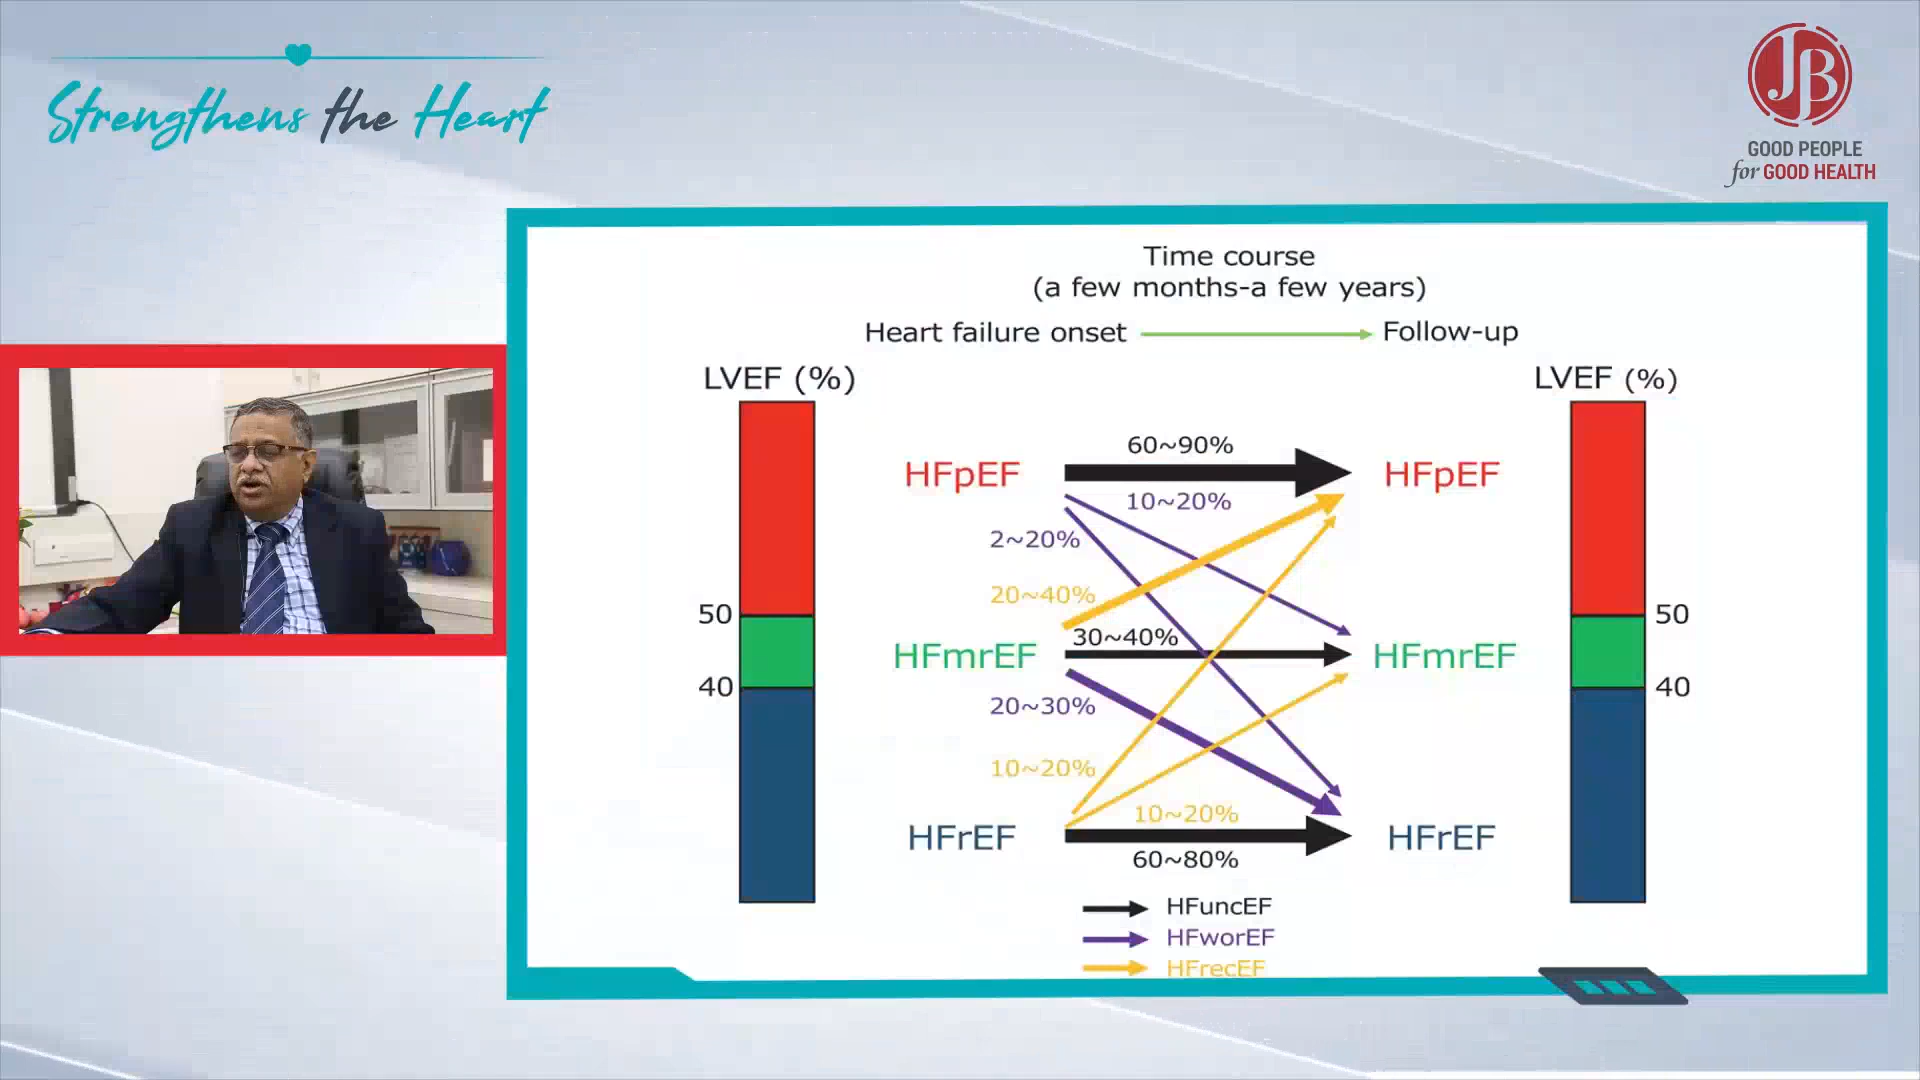 Strengthens the Heart
JB
GOOD PEOPLE
for GOOD HEALTH
Time course
(a few months-a few years)
Heart failure onset
Follow-up
LVEF (%)
LVEF (%)
60~90%
HFpEF
HFpEF
10~20%
2~20%
20~40%
50
50
30~40%
HFmrEF
HFmrEF
40
40
20~30%
10~20%
10~20%
HFrEF
HFrEF
60~80%
HFuncEF
HFworEF
HFrecEF